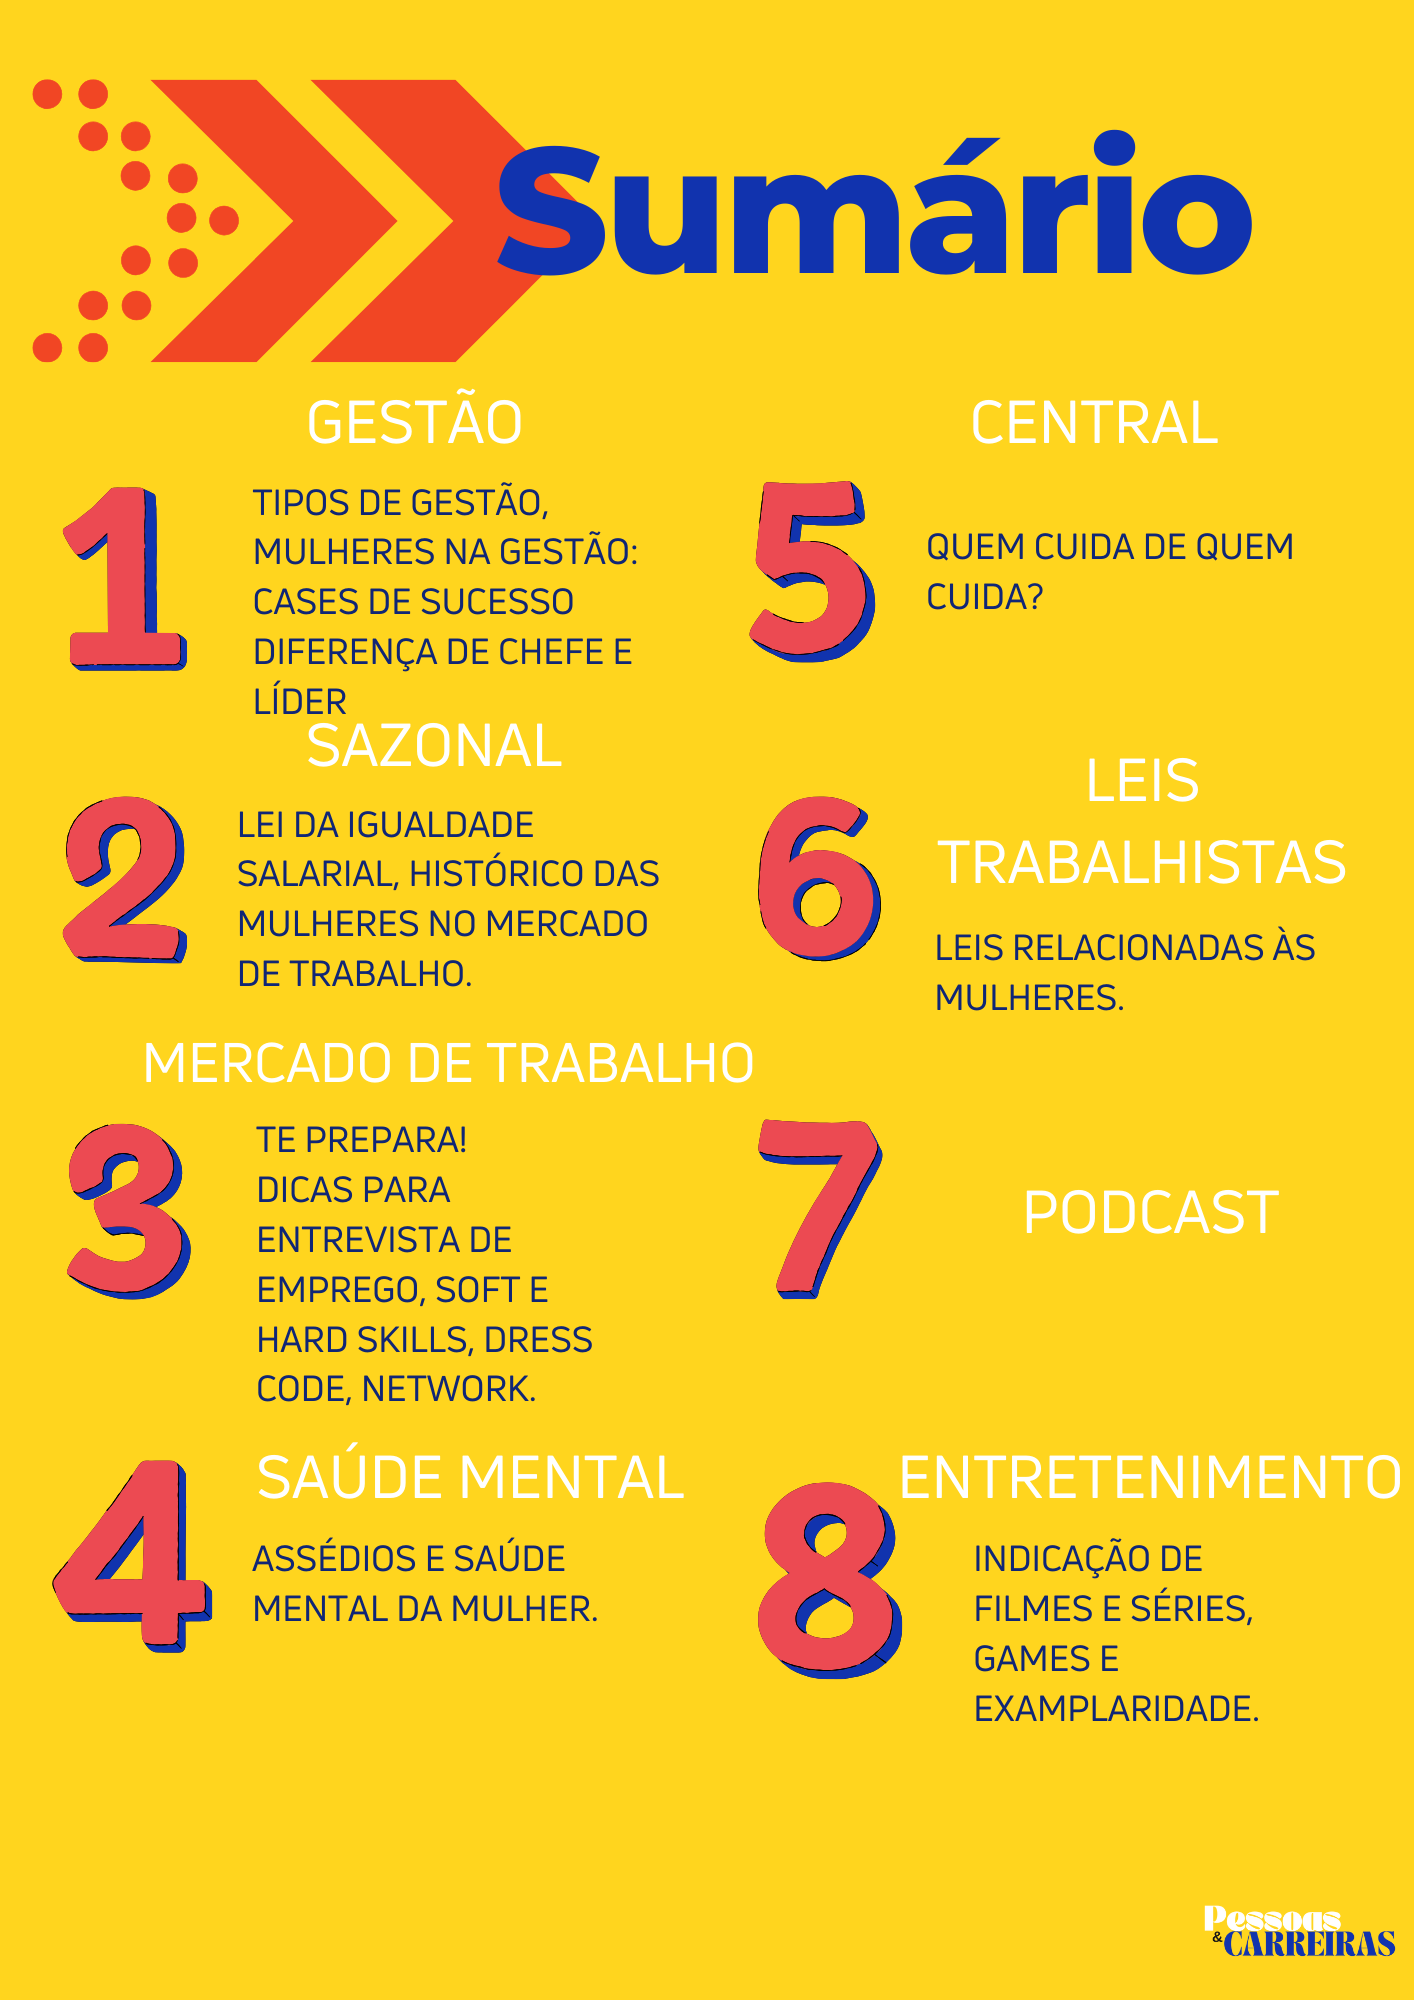 Sumário
GESTÃO
1
TIPOS DE GESTÃO,
MULHERES NA GESTÃO:
CASES DE SUCESSO
DIFERENÇA DE CHEFE E
LÍDER
SAZONAL
2
LEI DA IGUALDADE
SALARIAL, HISTÓRICO DAS
MULHERES NO MERCADO
DE TRABALHO.
MERCADO DE TRABALHO
3
TE PREPARA!
DICAS PARA
ENTREVISTA DE
EMPREGO, SOFT E
HARD SKILLS, DRESS
CODE, NETWORK.
SAÚDE MENTAL
4
ASSÉDIOS E SAÚDE
MENTAL DA MULHER.
CENTRAL
5
QUEM CUIDA DE QUEM
CUIDA?
LEIS
TRABALHISTAS
6
LEIS RELACIONADAS ÀS
MULHERES.
7
PODCAST
ENTRETENIMENTO
8
INDICAÇÃO DE
FILMES E SÉRIES,
GAMES E
EXAMPLARIDADE.
Pessoas
&CARREIRAS